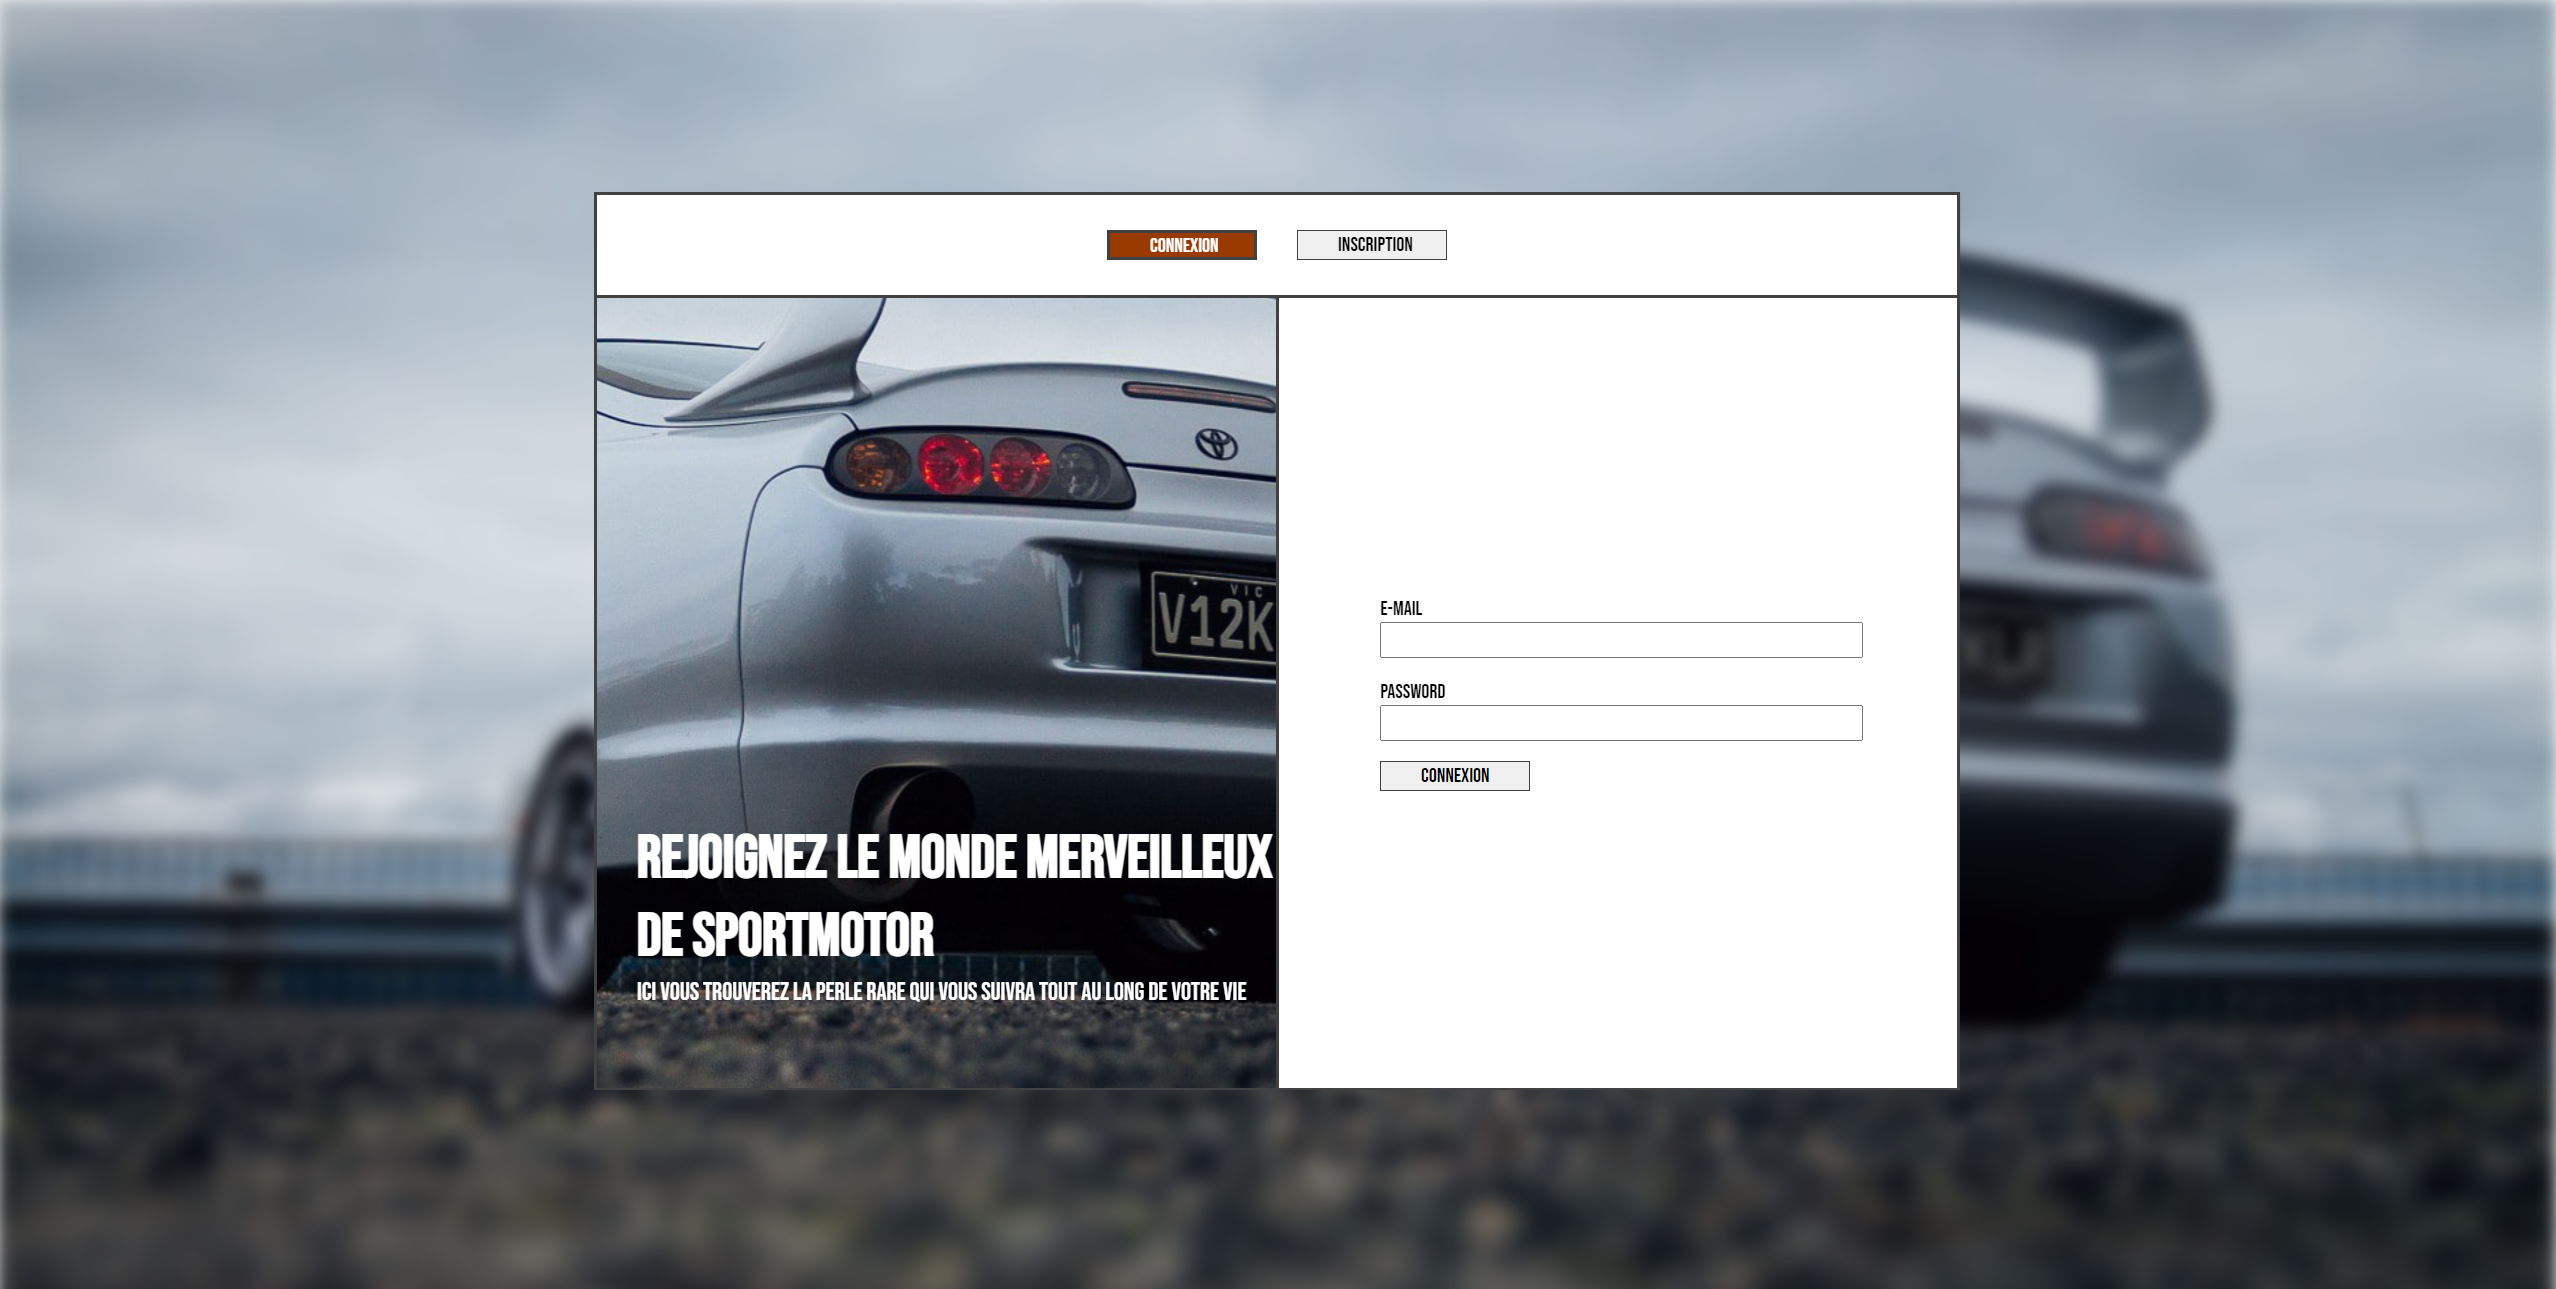 CONNEXION
INSCRIPTION
VIC
V12K
E-MAIL
PASSWORD
CONNEXION
REJOIGNEZ LE MONDE MERVEILLEUX
DE SPORTMOTOR
ICI VOUS TROUVEREZ LA PERLE RARE QUI VOUS SUIVRA TOUT AU LONG DE VOTRE VIE